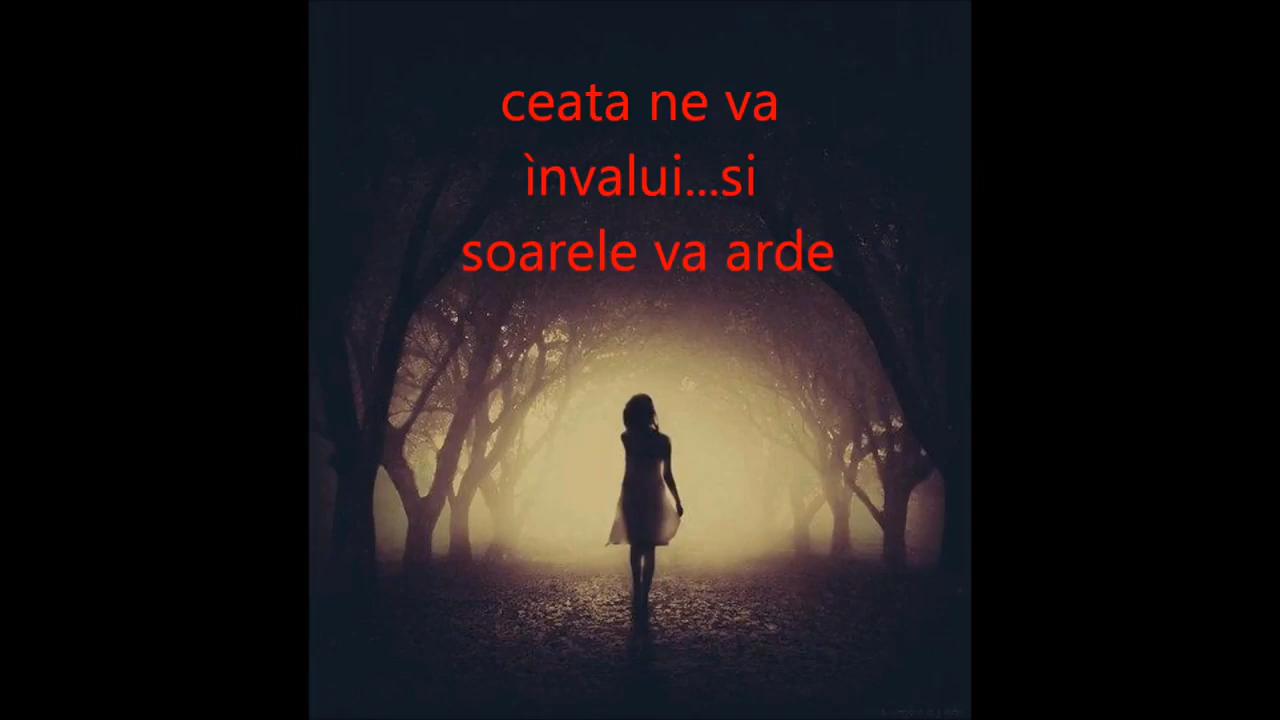 ceata ne va
ìnvalui...si
soarele va arde